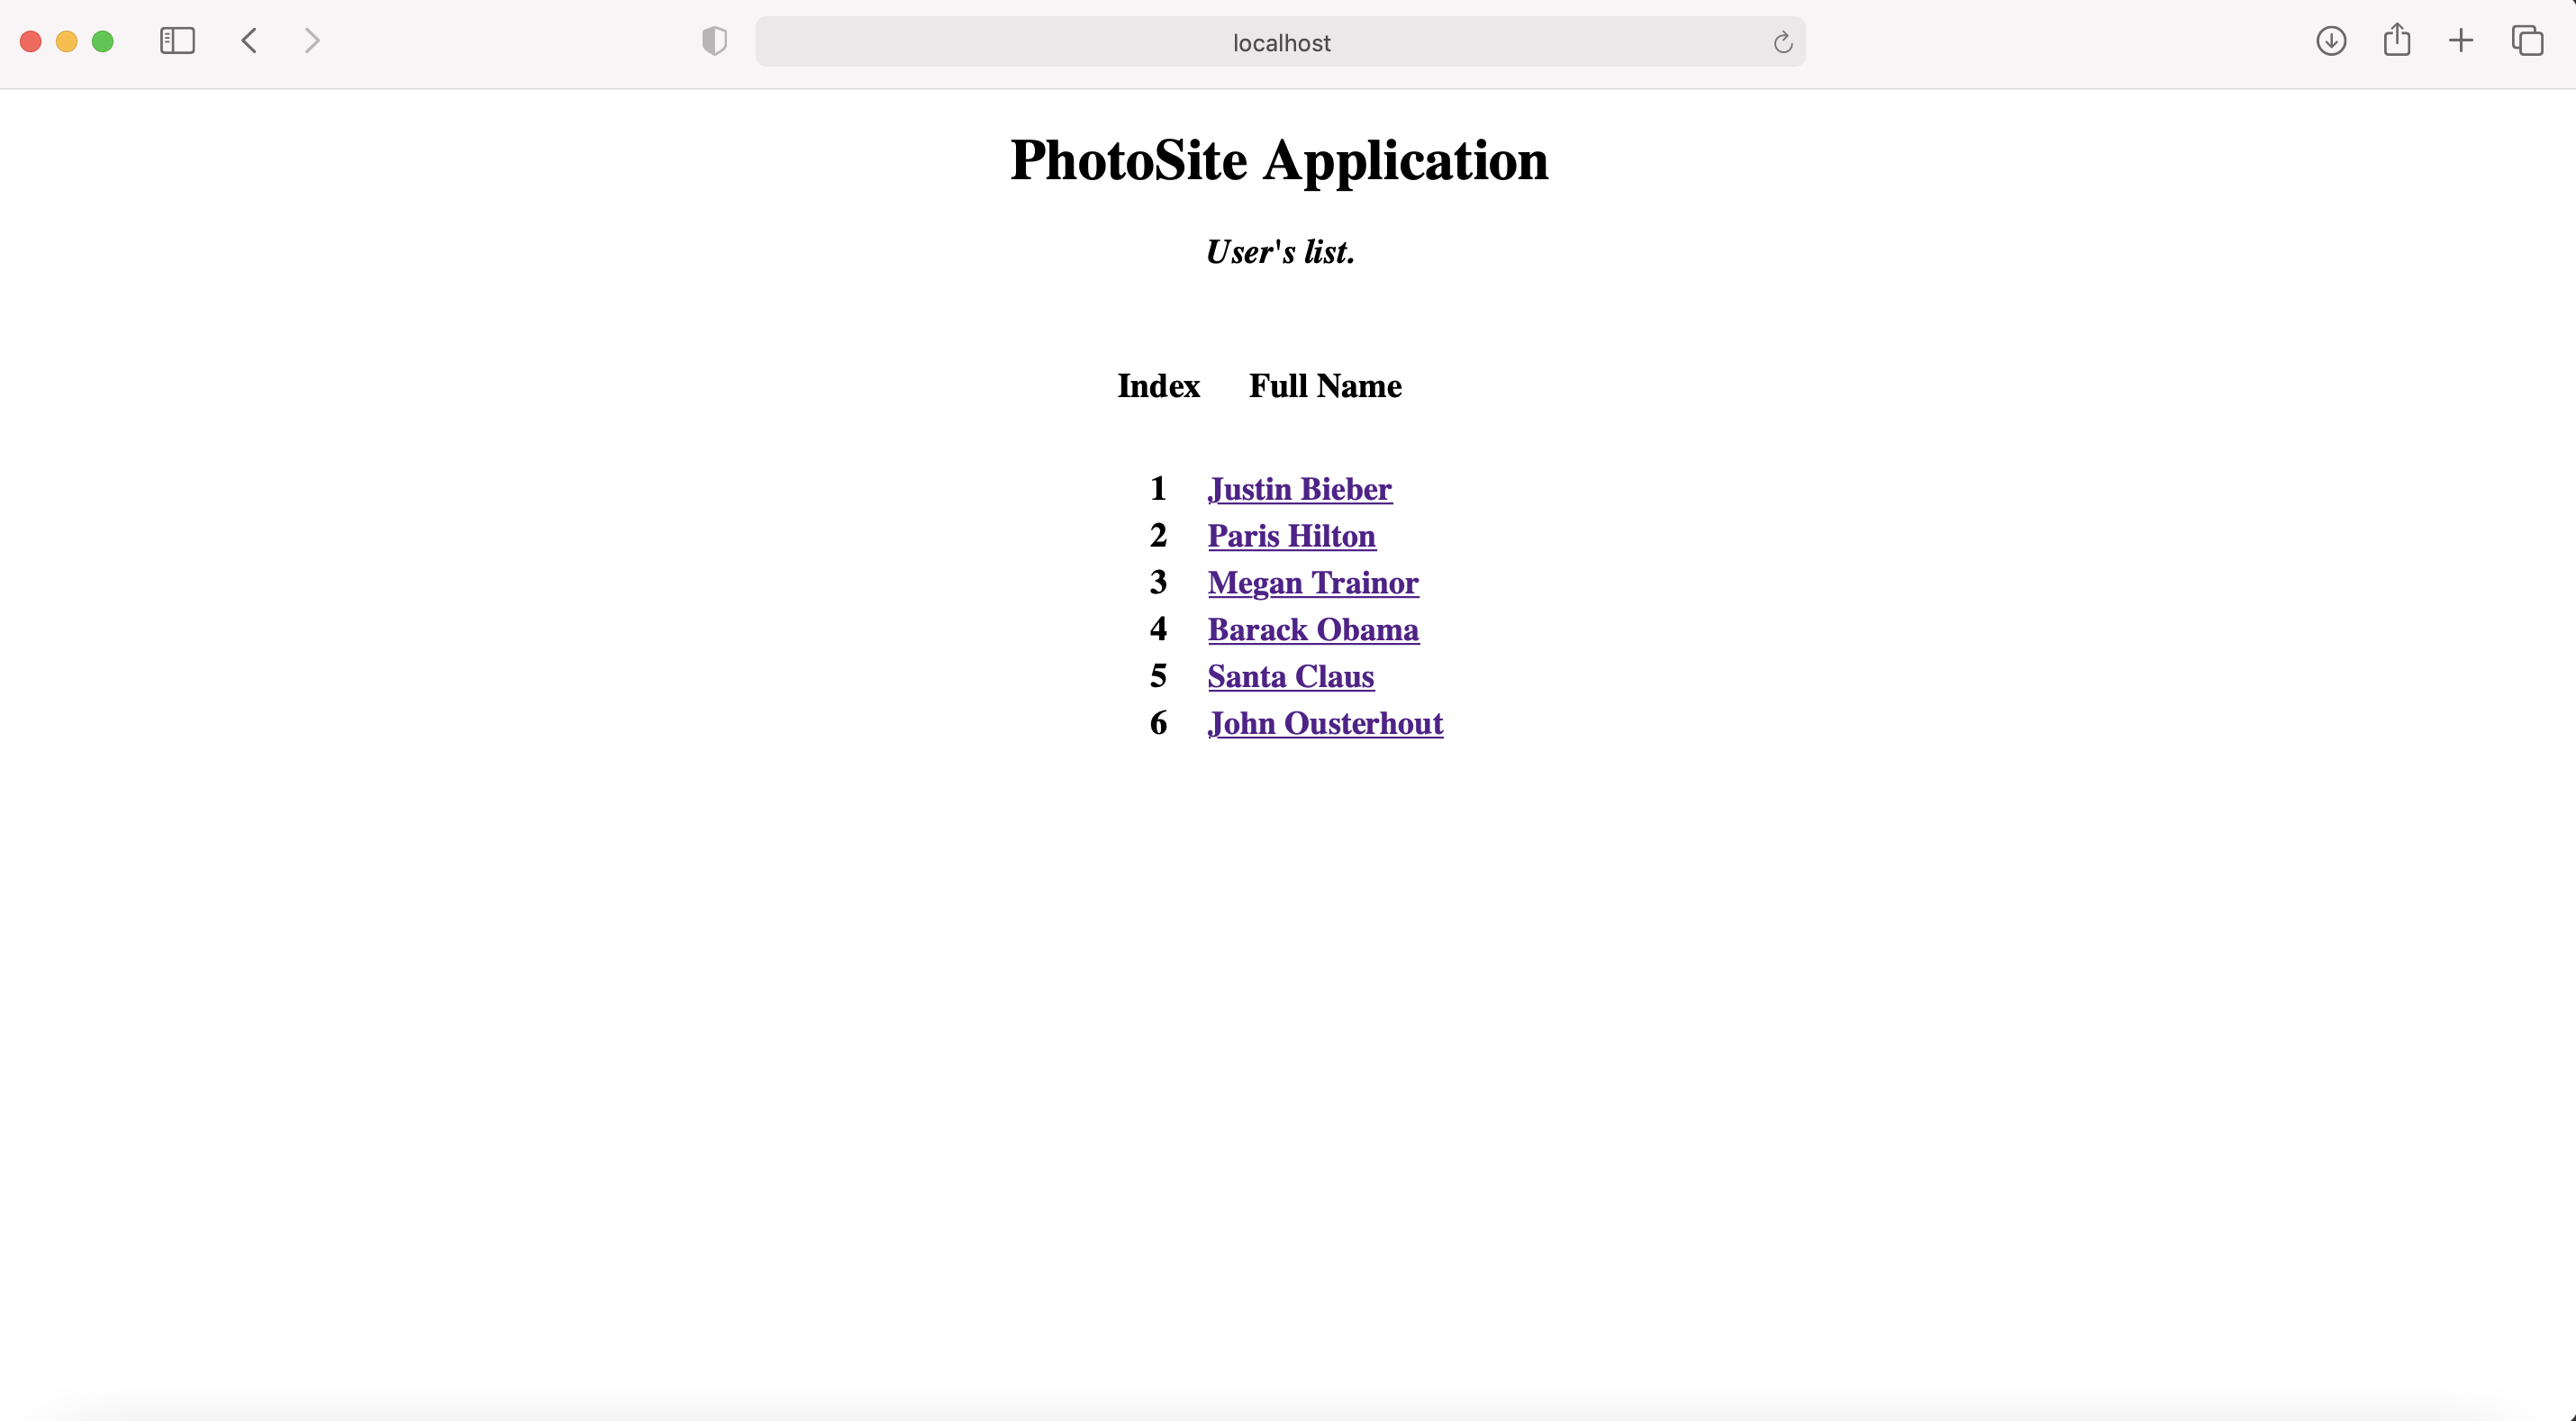 localhost
PhotoSite Application
User's list.
Index Full Name
1 Justin Bieber
2 Paris Hilton
3 Megan Trainor
4 Barack Obama
5 Santa Claus
6 John Ousterhout